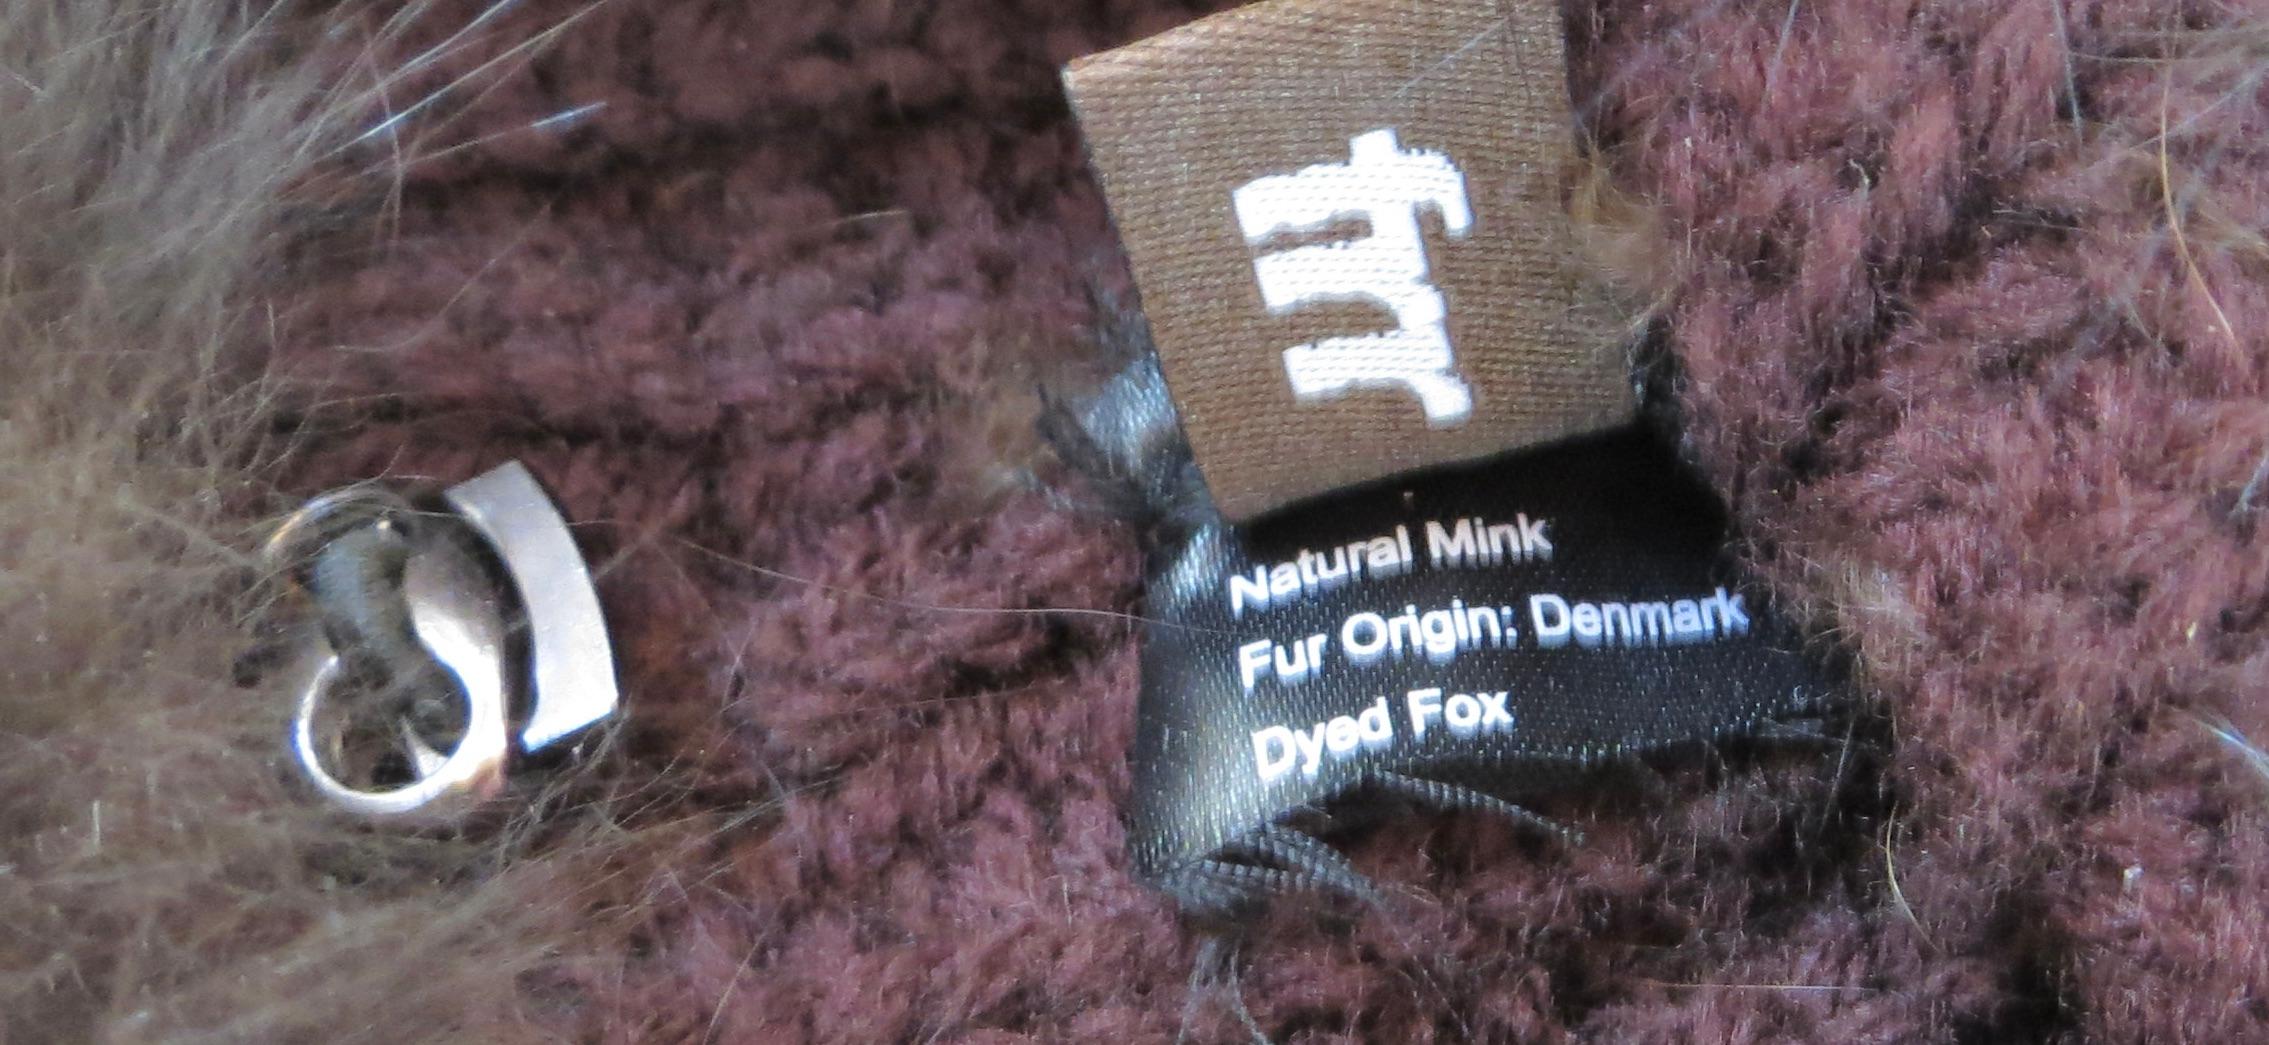 Natural Mink
Fur Origin: Denmark
Dyed Fox